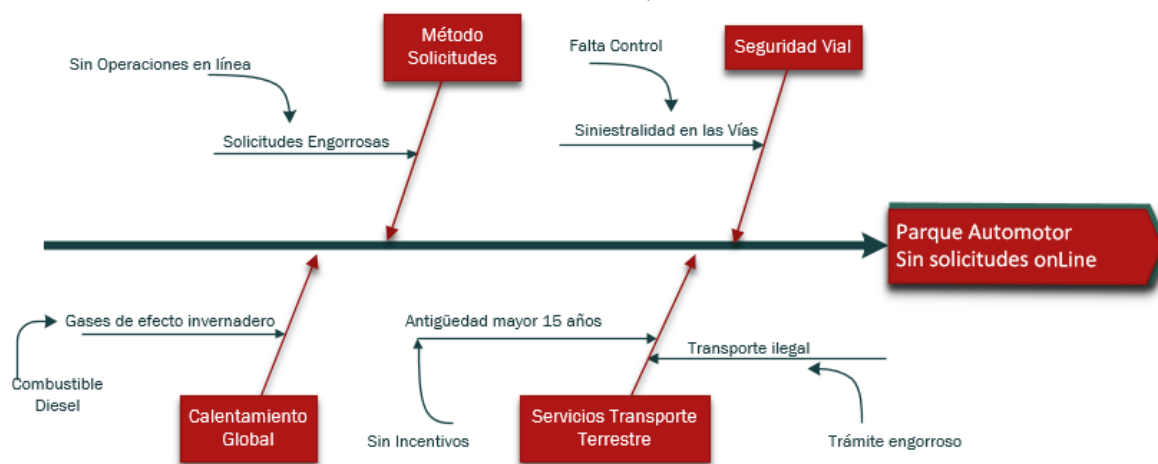 Método
Solicitudes
Seguridad Vial
Falta Control
Sin Operaciones en línea
Solicitudes Engorrosas
Siniestralidad en las Vías
Parque Automotor
Sin solicitudes onLine
Gases de efecto invernadero
Antigüedad mayor 15 años
Transporte ilegal
Combustible
Diesel
Calentamiento
Global
Sin Incentivos
Servicios Transporte
Terrestre
Trámite engorroso